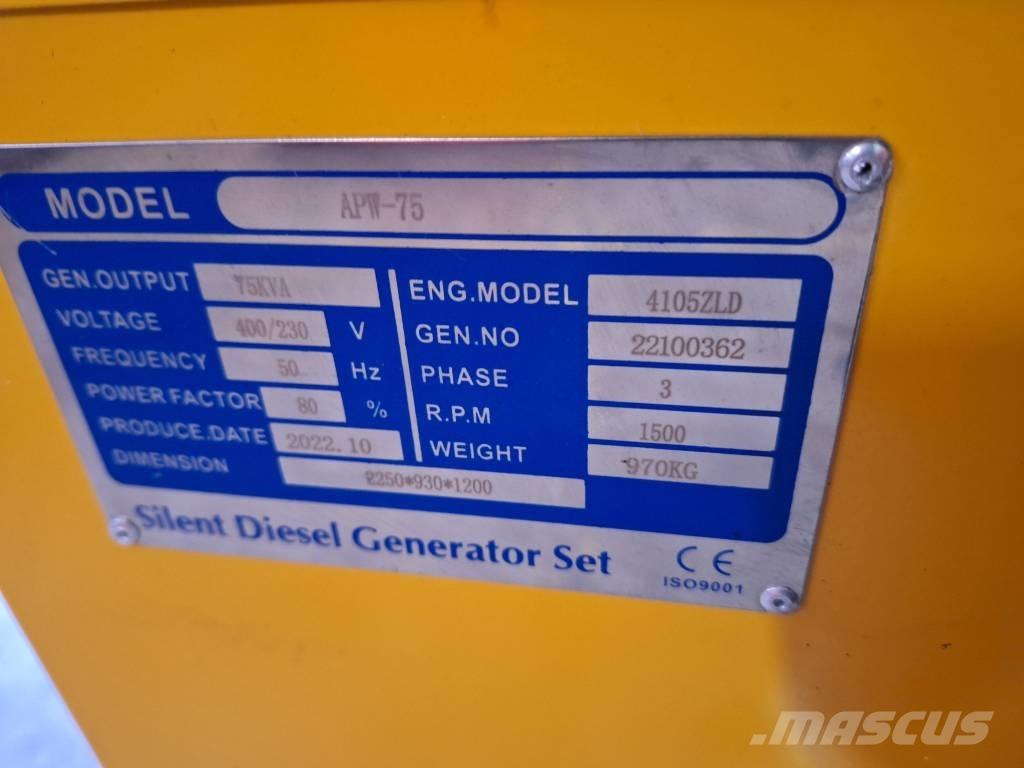 MODEL APW-75
GEN.OUTPUT 75KVA
VOLTAGE 400/230 V
FREQUENCY 50 Hz
POWER FACTOR 80 %
PRODUCE.DATE 2022.10
DIMENSION 2250*930*1200
ENG.MODEL 4105ZLD
GEN.NO 22100362
PHASE 3
R.P.M 1500
WEIGHT 970KG
Silent Diesel Generator Set
CE
ISO9001
MASCUS